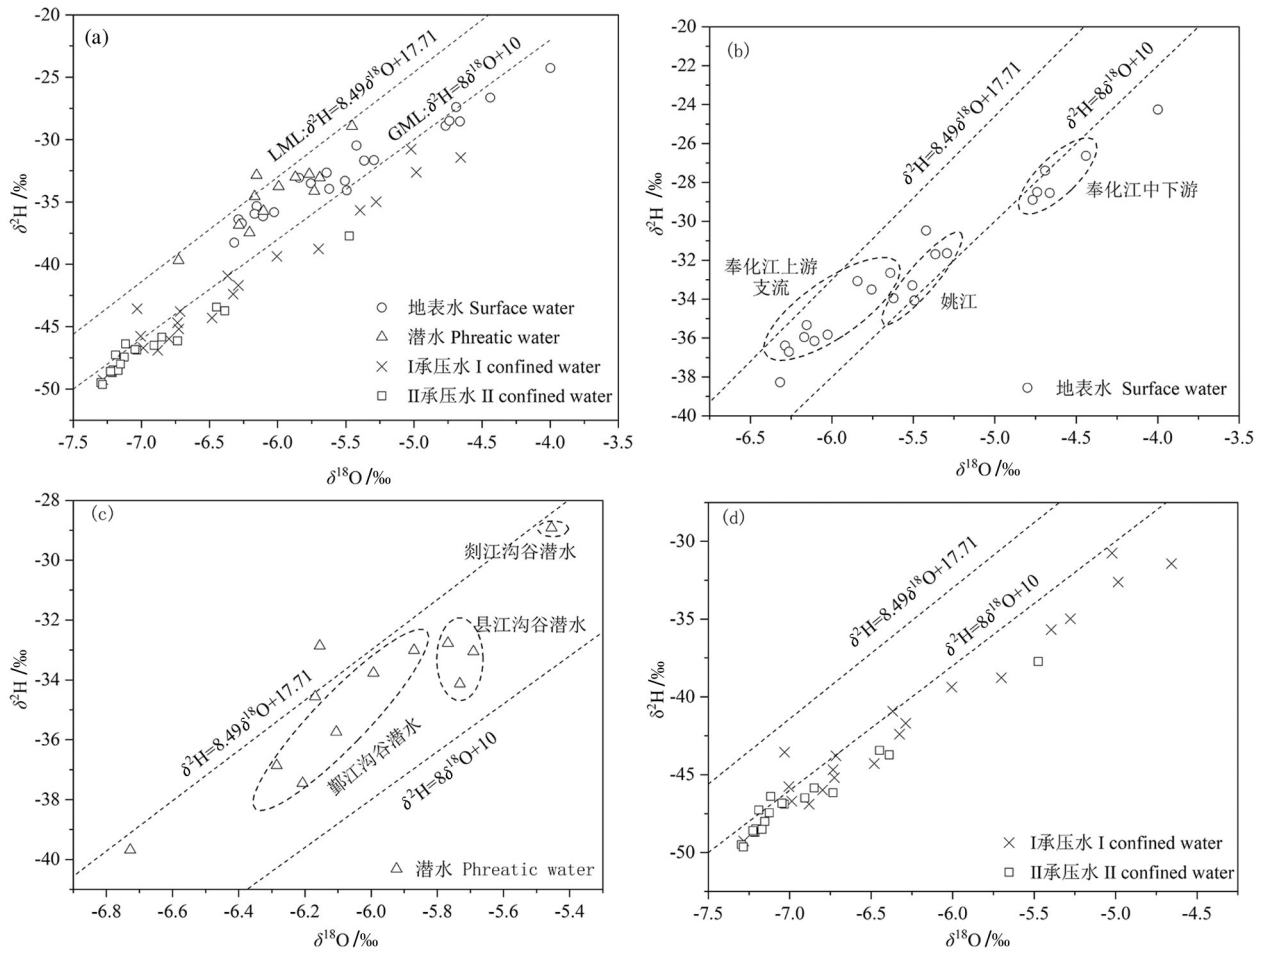 (a)
-20
-25
-30
-35
-40
-45
-50
δ²H /‰
LML:δ²H=8.49δ¹⁸O+17.71
GML:δ²H=8δ¹⁸O+10
地表水 Surface water
潜水 Phreatic water
I承压水 I confined water
II承压水 II confined water
-7.5 -7.0 -6.5 -6.0 -5.5 -5.0 -4.5 -4.0 -3.5
δ¹⁸O /‰
(b)
-20
-22
-24
-26
-28
-30
-32
-34
-36
-38
-40
δ²H /‰
δ²H=8.49δ¹⁸O+17.71
δ²H=8δ¹⁸O+10
奉化江中下游
奉化江上游
支流
姚江
地表水 Surface water
-6.5 -6.0 -5.5 -5.0 -4.5 -4.0 -3.5
δ¹⁸O /‰
(c)
-28
-30
-32
-34
-36
-38
-40
δ²H /‰
剡江沟谷潜水
县江沟谷潜水
δ²H=8.49δ¹⁸O+17.71
鄞江沟谷潜水
δ²H=8δ¹⁸O+10
潜水 Phreatic water
-6.8 -6.6 -6.4 -6.2 -6.0 -5.8 -5.6 -5.4
δ¹⁸O /‰
(d)
-30
-35
-40
-45
-50
δ²H /‰
δ²H=8.49δ¹⁸O+17.71
δ²H=8δ¹⁸O+10
I承压水 I confined water
II承压水 II confined water
-7.5 -7.0 -6.5 -6.0 -5.5 -5.0 -4.5
δ¹⁸O /‰